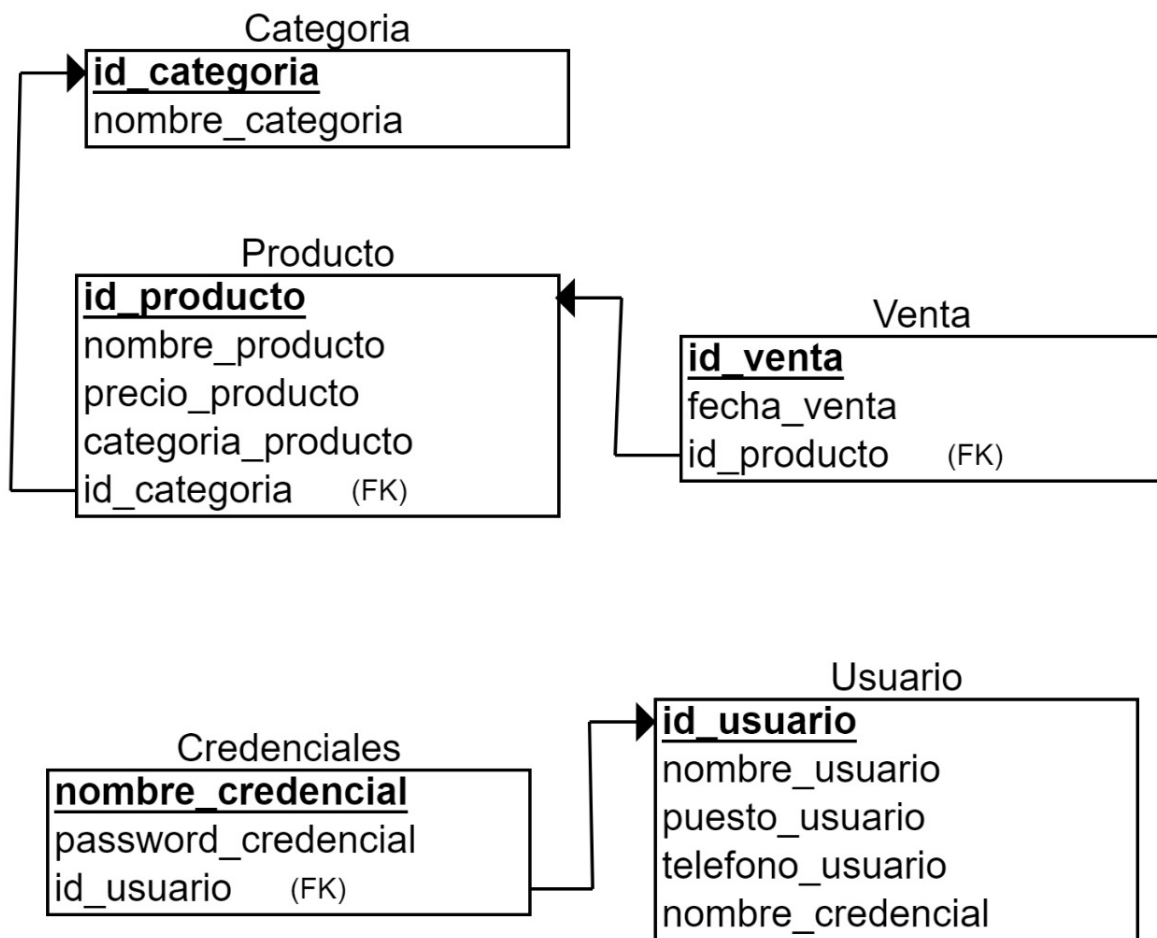 Categoria
id_categoria
nombre_categoria
Producto
id_producto
nombre_producto
precio_producto
categoria_producto
id_categoria (FK)
Venta
id_venta
fecha_venta
id_producto (FK)
Credenciales
nombre_credencial
password_credencial
id_usuario (FK)
Usuario
id_usuario
nombre_usuario
puesto_usuario
telefono_usuario
nombre_credencial